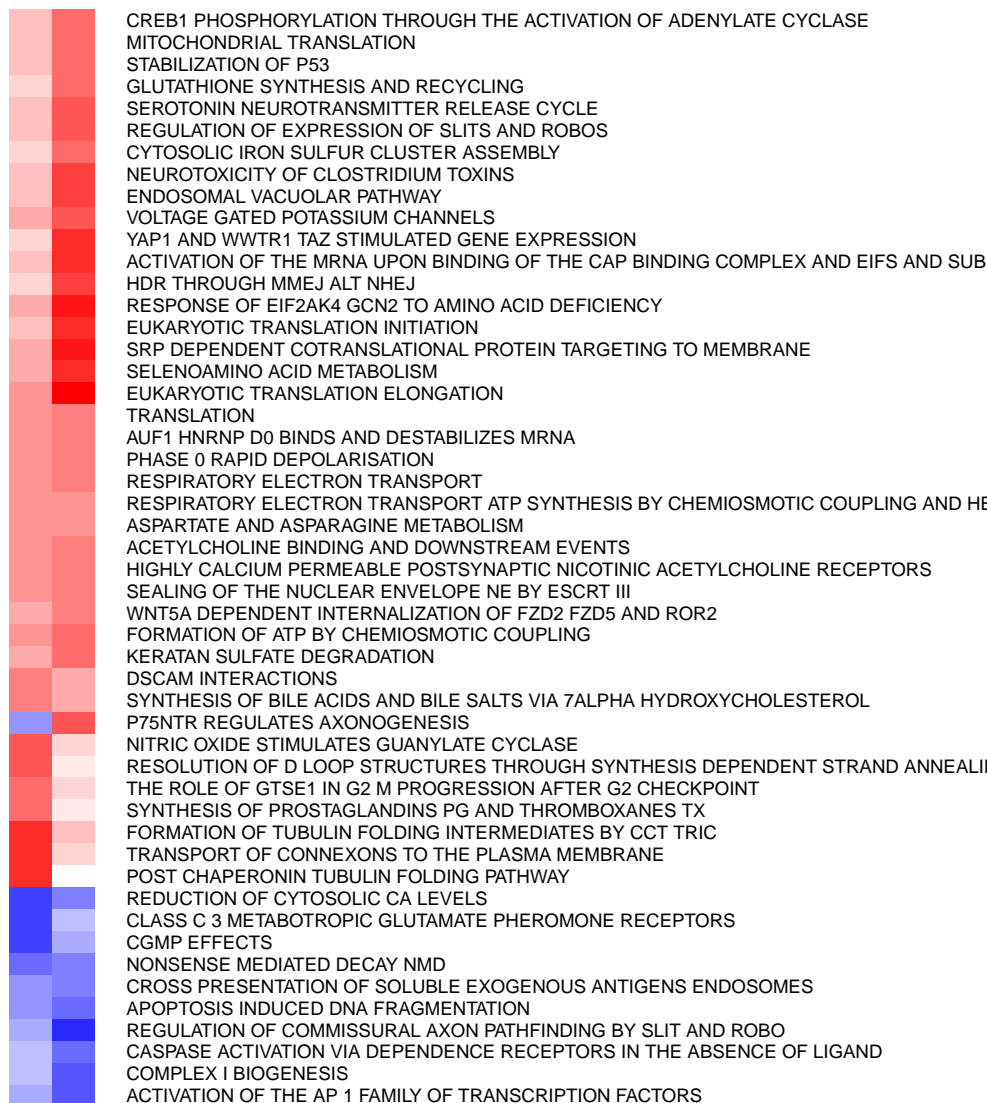 CREB1 PHOSPHORYLATION THROUGH THE ACTIVATION OF ADENYLATE CYCLASE
MITOCHONDRIAL TRANSLATION
STABILIZATION OF P53
GLUTATHIONE SYNTHESIS AND RECYCLING
SEROTONIN NEUROTRANSMITTER RELEASE CYCLE
REGULATION OF EXPRESSION OF SLITS AND ROBOS
CYTOSOLIC IRON SULFUR CLUSTER ASSEMBLY
NEUROTOXICITY OF CLOSTRIDIUM TOXINS
ENDOSOMAL VACUOLAR PATHWAY
VOLTAGE GATED POTASSIUM CHANNELS
YAP1 AND WWTR1 TAZ STIMULATED GENE EXPRESSION
ACTIVATION OF THE MRNA UPON BINDING OF THE CAP BINDING COMPLEX AND EIFS AND SUB
HDR THROUGH MMEJ ALT NHEJ
RESPONSE OF EIF2AK4 GCN2 TO AMINO ACID DEFICIENCY
EUKARYOTIC TRANSLATION INITIATION
SRP DEPENDENT COTRANSLATIONAL PROTEIN TARGETING TO MEMBRANE
SELENOAMINO ACID METABOLISM
EUKARYOTIC TRANSLATION ELONGATION
TRANSLATION
AUF1 HNRNP D0 BINDS AND DESTABILIZES MRNA
PHASE 0 RAPID DEPOLARISATION
RESPIRATORY ELECTRON TRANSPORT
RESPIRATORY ELECTRON TRANSPORT ATP SYNTHESIS BY CHEMIOSMOTIC COUPLING AND HE
ASPARTATE AND ASPARAGINE METABOLISM
ACETYLCHOLINE BINDING AND DOWNSTREAM EVENTS
HIGHLY CALCIUM PERMEABLE POSTSYNAPTIC NICOTINIC ACETYLCHOLINE RECEPTORS
SEALING OF THE NUCLEAR ENVELOPE NE BY ESCRT III
WNT5A DEPENDENT INTERNALIZATION OF FZD2 FZD5 AND ROR2
FORMATION OF ATP BY CHEMIOSMOTIC COUPLING
KERATAN SULFATE DEGRADATION
DSCAM INTERACTIONS
SYNTHESIS OF BILE ACIDS AND BILE SALTS VIA 7ALPHA HYDROXYCHOLESTEROL
P75NTR REGULATES AXONOGENESIS
NITRIC OXIDE STIMULATES GUANYLATE CYCLASE
RESOLUTION OF D LOOP STRUCTURES THROUGH SYNTHESIS DEPENDENT STRAND ANNEALI
THE ROLE OF GTSE1 IN G2 M PROGRESSION AFTER G2 CHECKPOINT
SYNTHESIS OF PROSTAGLANDINS PG AND THROMBOXANES TX
FORMATION OF TUBULIN FOLDING INTERMEDIATES BY CCT TRIC
TRANSPORT OF CONNEXONS TO THE PLASMA MEMBRANE
POST CHAPERONIN TUBULIN FOLDING PATHWAY
REDUCTION OF CYTOSOLIC CA LEVELS
CLASS C 3 METABOTROPIC GLUTAMATE PHEROMONE RECEPTORS
CGMP EFFECTS
NONSENSE MEDIATED DECAY NMD
CROSS PRESENTATION OF SOLUBLE EXOGENOUS ANTIGENS ENDOSOMES
APOPTOSIS INDUCED DNA FRAGMENTATION
REGULATION OF COMMISSURAL AXON PATHFINDING BY SLIT AND ROBO
CASPASE ACTIVATION VIA DEPENDENCE RECEPTORS IN THE ABSENCE OF LIGAND
COMPLEX I BIOGENESIS
ACTIVATION OF THE AP 1 FAMILY OF TRANSCRIPTION FACTORS